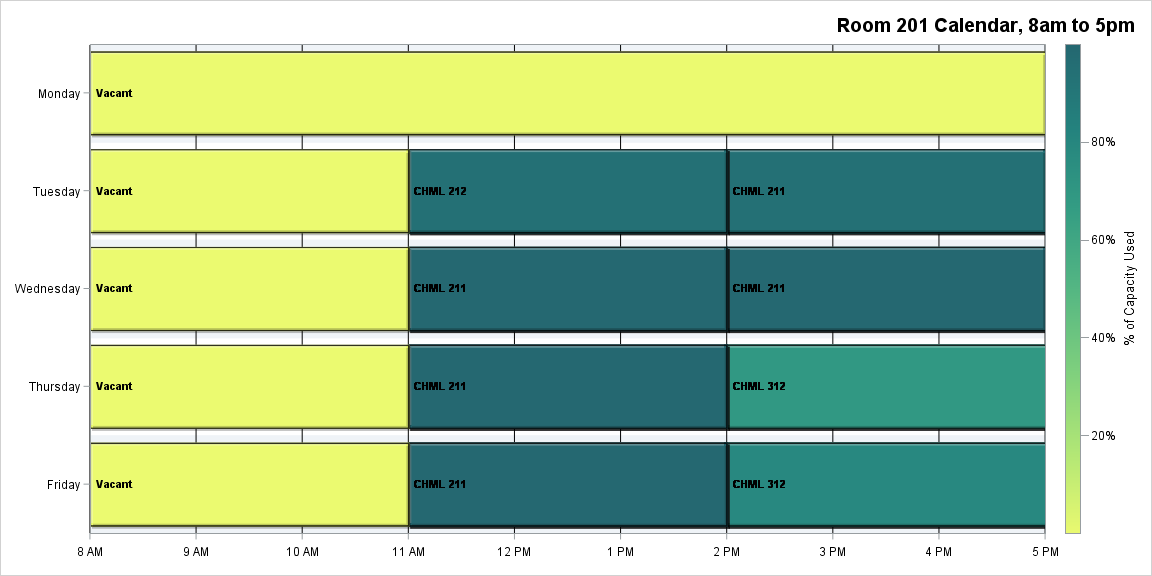 Room 201 Calendar, 8am to 5pm
Monday
Vacant
Tuesday
Vacant
CHML 212
CHML 211
Wednesday
Vacant
CHML 211
CHML 211
Thursday
Vacant
CHML 211
CHML 312
Friday
Vacant
CHML 211
CHML 312
8 AM
9 AM
10 AM
11 AM
12 PM
1 PM
2 PM
3 PM
4 PM
5 PM
80%
60%
40%
20%
% of Capacity Used